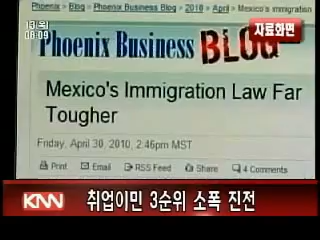 13 목
08:09
자료화면
Phoenix > Blog > Phoenix Business Blog > 2010 > April > Mexico's immigration
Phoenix Business BLOG
Mexico's Immigration Law Far
Tougher
Friday, April 30, 2010, 2:46pm MST
Print Email RSS Feed Share 4 Comments
KNN 취업이민 3순위 소폭 진전